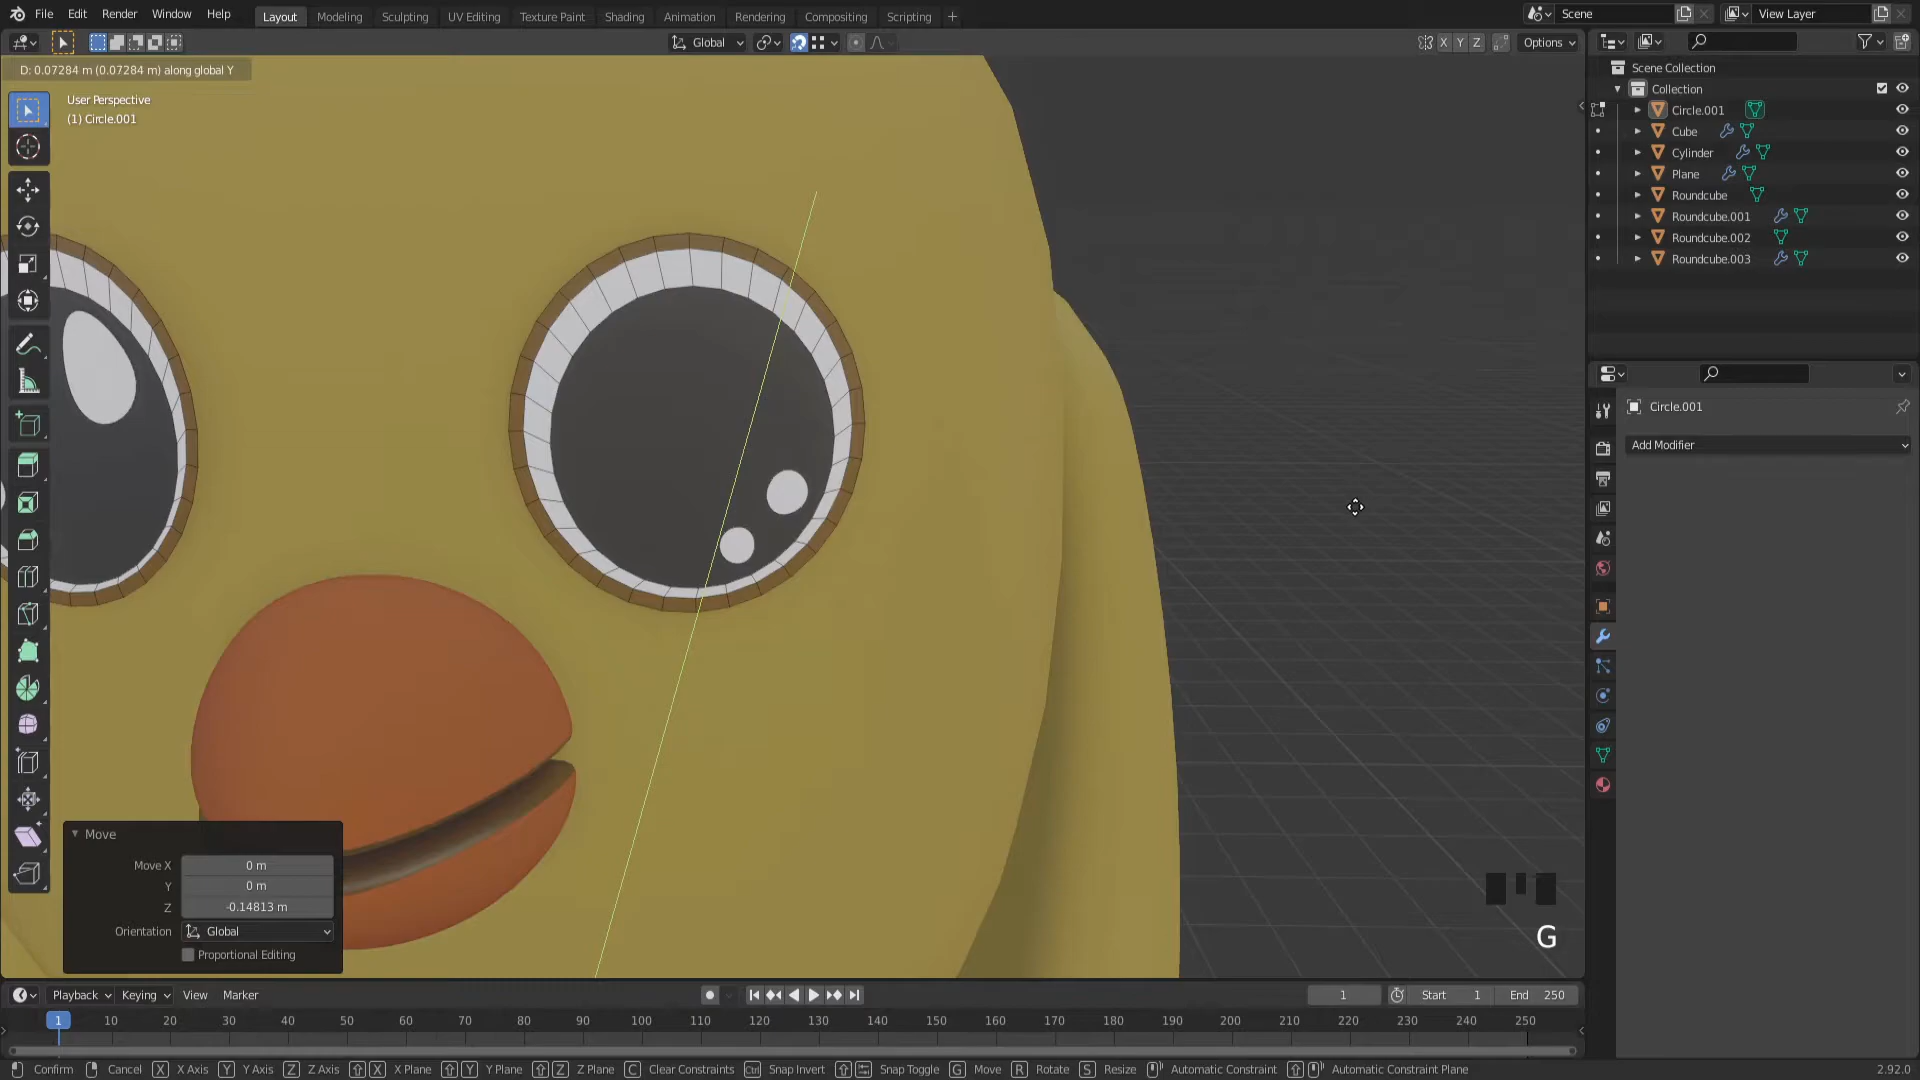 File Edit Render Window Help Layout Modeling Sculpting UV Editing Texture Paint Shading Animation Rendering Compositing Scripting + Scene View Layer
Global X Y Z Options
D: 0.07284 m (0.07284 m) along global Y
User Perspective
(1) Circle.001
Scene Collection
Collection
Circle.001
Cube
Cylinder
Plane
Roundcube
Roundcube.001
Roundcube.002
Roundcube.003
Circle.001
Add Modifier
Move
Move X 0 m
Y 0 m
Z -0.14813 m
Orientation Global
Proportional Editing
G
Playback Keying View Marker 1 Start 1 End 250
1 10 20 30 40 50 60 70 80 90 100 110 120 130 140 150 160 170 180 190 200 210 220 230 240 250
Confirm Cancel X X Axis Y Y Axis Z Z Axis X X Plane Y Y Plane Z Z Plane C Clear Constraints Ctrl Snap Invert Snap Toggle G Move R Rotate S Resize Automatic Constraint Automatic Constraint Plane 2.92.0